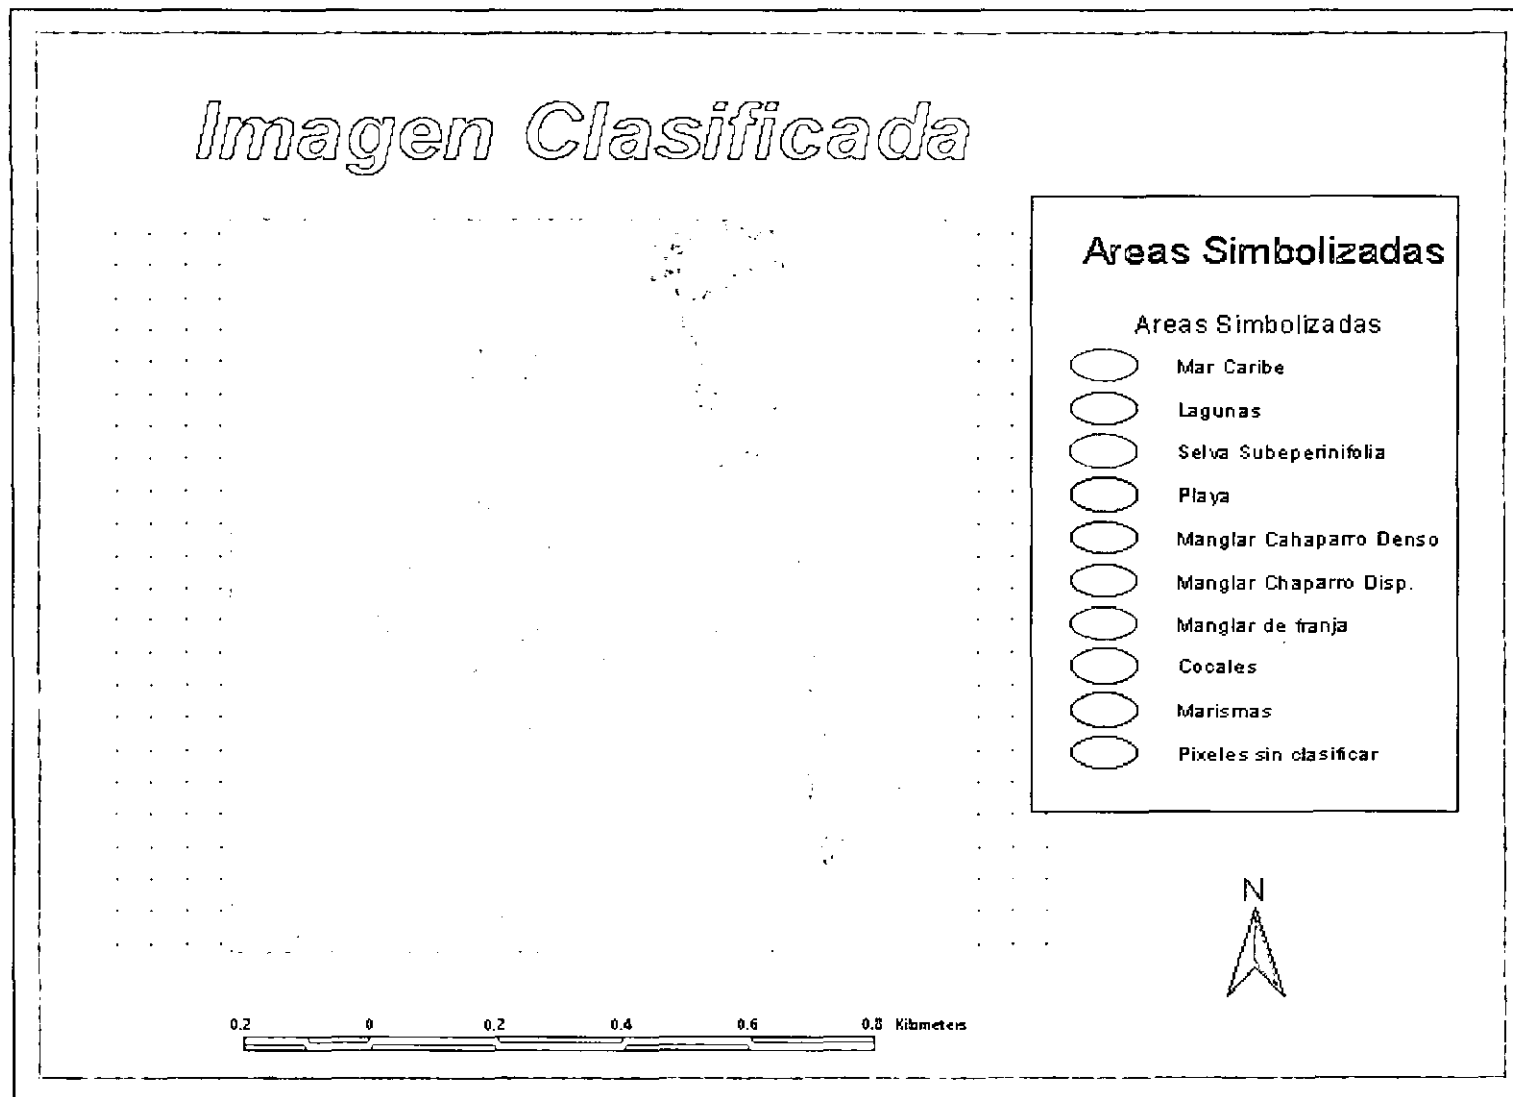 Imagen Clasificada
Areas Simbolizadas
Areas Simbolizadas
Mar Caribe
Lagunas
Selva Subeperinifolia
Playa
Manglar Cahaparro Denso
Manglar Chaparro Disp.
Manglar de franja
Cocales
Marismas
Pixeles sin clasificar
N
0.2 0 0.2 0.4 0.6 0.8 Kilometers